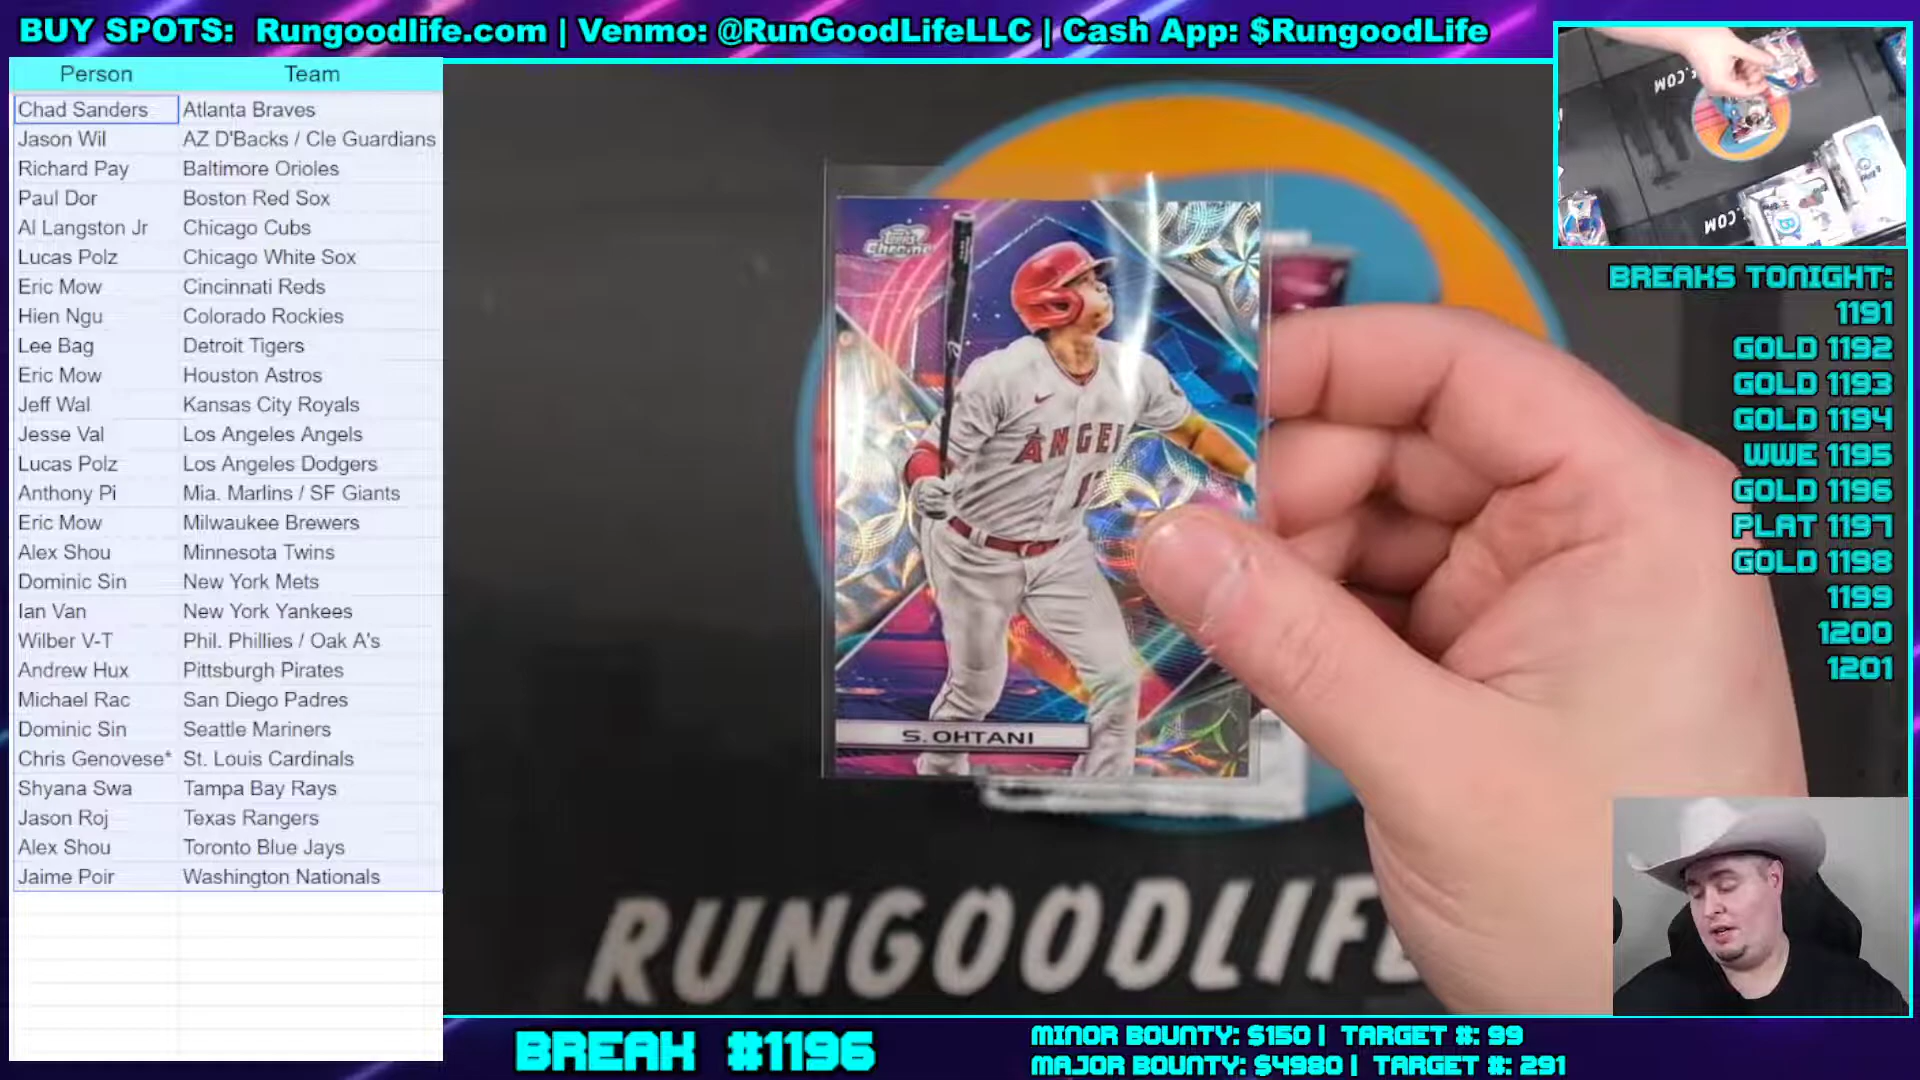 BUY SPOTS: Rungoodlife.com | Venmo: @RunGoodLifeLLC | Cash App: $RungoodLife
Person Team
Chad Sanders Atlanta Braves
Jason Wil AZ D'Backs / Cle Guardians
Richard Pay Baltimore Orioles
Paul Dor Boston Red Sox
Al Langston Jr Chicago Cubs
Lucas Polz Chicago White Sox
Eric Mow Cincinnati Reds
Hien Ngu Colorado Rockies
Lee Bag Detroit Tigers
Eric Mow Houston Astros
Jeff Wal Kansas City Royals
Jesse Val Los Angeles Angels
Lucas Polz Los Angeles Dodgers
Anthony Pi Mia. Marlins / SF Giants
Eric Mow Milwaukee Brewers
Alex Shou Minnesota Twins
Dominic Sin New York Mets
Ian Van New York Yankees
Wilber V-T Phil. Phillies / Oak A's
Andrew Hux Pittsburgh Pirates
Michael Rac San Diego Padres
Dominic Sin Seattle Mariners
Chris Genovese* St. Louis Cardinals
Shyana Swa Tampa Bay Rays
Jason Roj Texas Rangers
Alex Shou Toronto Blue Jays
Jaime Poir Washington Nationals
Chrome
ANGEL
S. OHTANI
RUNGOODLIFE
.COM
.COM
BREAKS TONIGHT:
1191
GOLD 1192
GOLD 1193
GOLD 1194
WWE 1195
GOLD 1196
PLAT 1197
GOLD 1198
1199
1200
1201
BREAK #1196
MINOR BOUNTY: $150 | TARGET #: 99
MAJOR BOUNTY: $4980 | TARGET #: 291